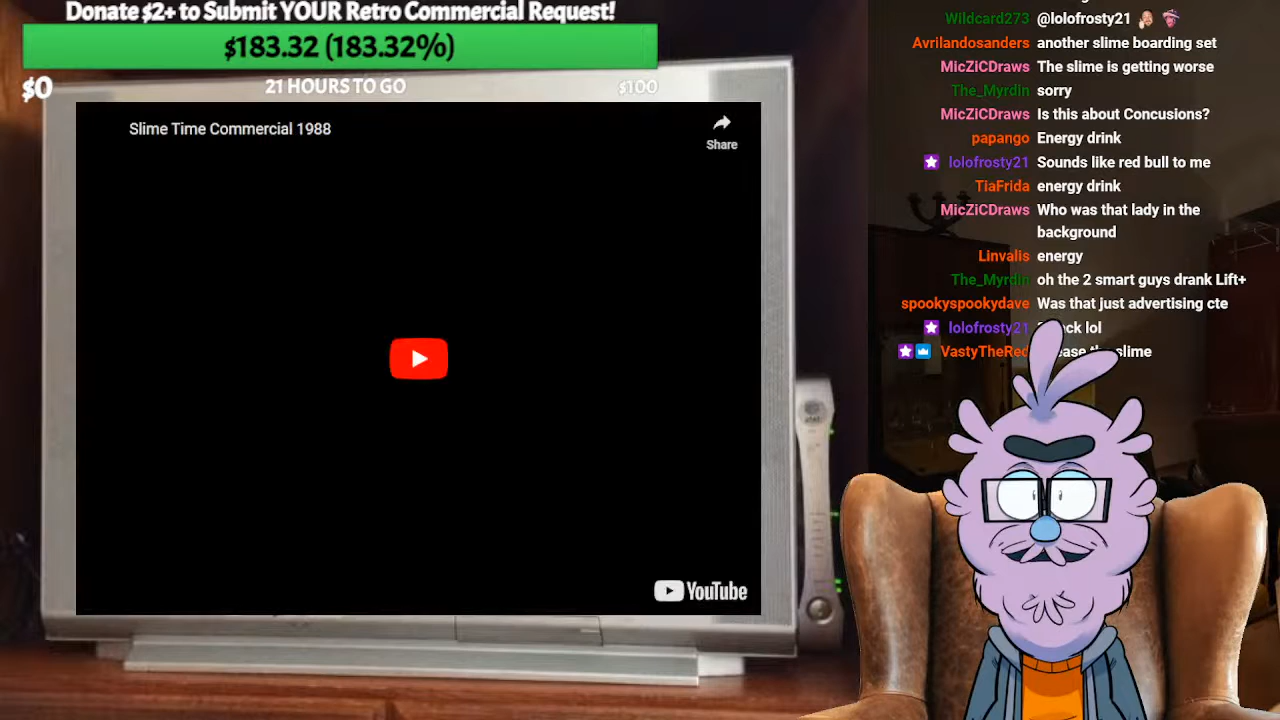 Donate $2+ to Submit YOUR Retro Commercial Request!
$183.32 (183.32%)
$0
21 HOURS TO GO
$100
Slime Time Commercial 1988
Share
YouTube
Wildcard273 @lolofrosty21
Avrilandosanders another slime boarding set
MicZiCDraws The slime is getting worse
The_Myrdin sorry
MicZiCDraws Is this about Concusions?
papango Energy drink
lolofrosty21 Sounds like red bull to me
TiaFrida energy drink
MicZiCDraws Who was that lady in the
background
Linvalis energy
The_Myrdin oh the 2 smart guys drank Lift+
spookyspookydave Was that just advertising cte
lolofrosty21 lol
VastyTheRed slime